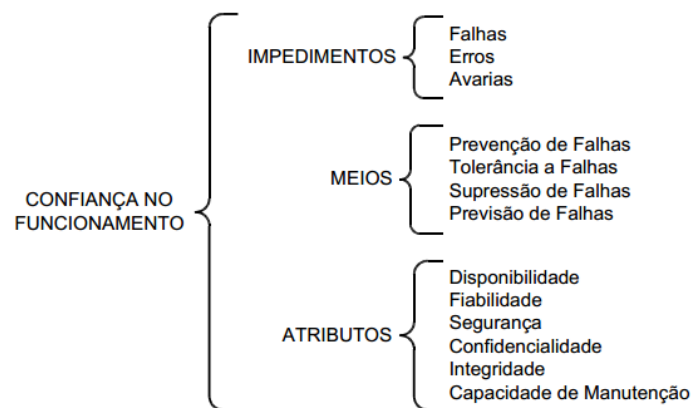 CONFIANÇA NO
FUNCIONAMENTO
IMPEDIMENTOS
Falhas
Erros
Avarias
MEIOS
Prevenção de Falhas
Tolerância a Falhas
Supressão de Falhas
Previsão de Falhas
ATRIBUTOS
Disponibilidade
Fiabilidade
Segurança
Confidencialidade
Integridade
Capacidade de Manutenção